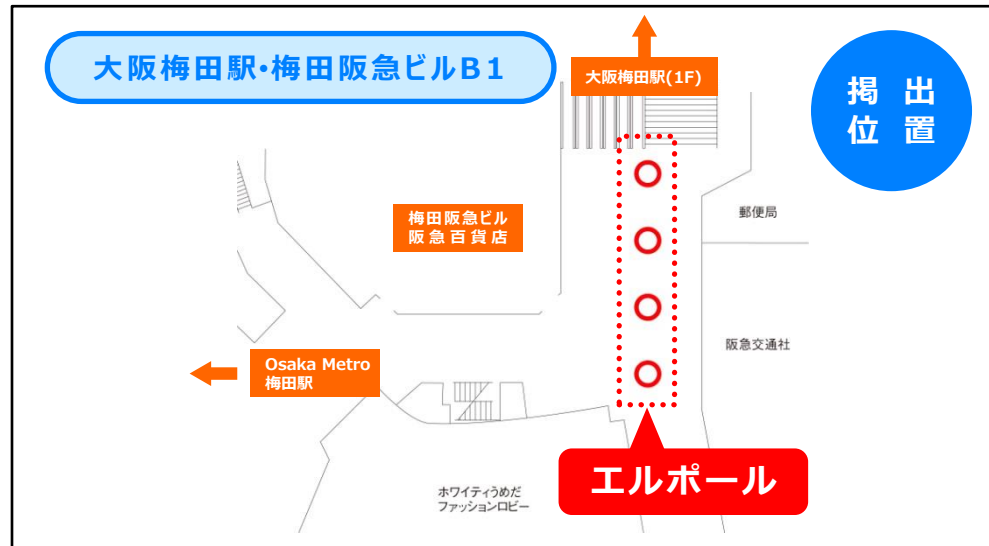 大阪梅田駅・梅田阪急ビルB1
大阪梅田駅(1F)
掲出
位置
郵便局
梅田阪急ビル
阪急百貨店
阪急交通社
Osaka Metro
梅田駅
エルポール
ホワイティうめだ
ファッションロビー